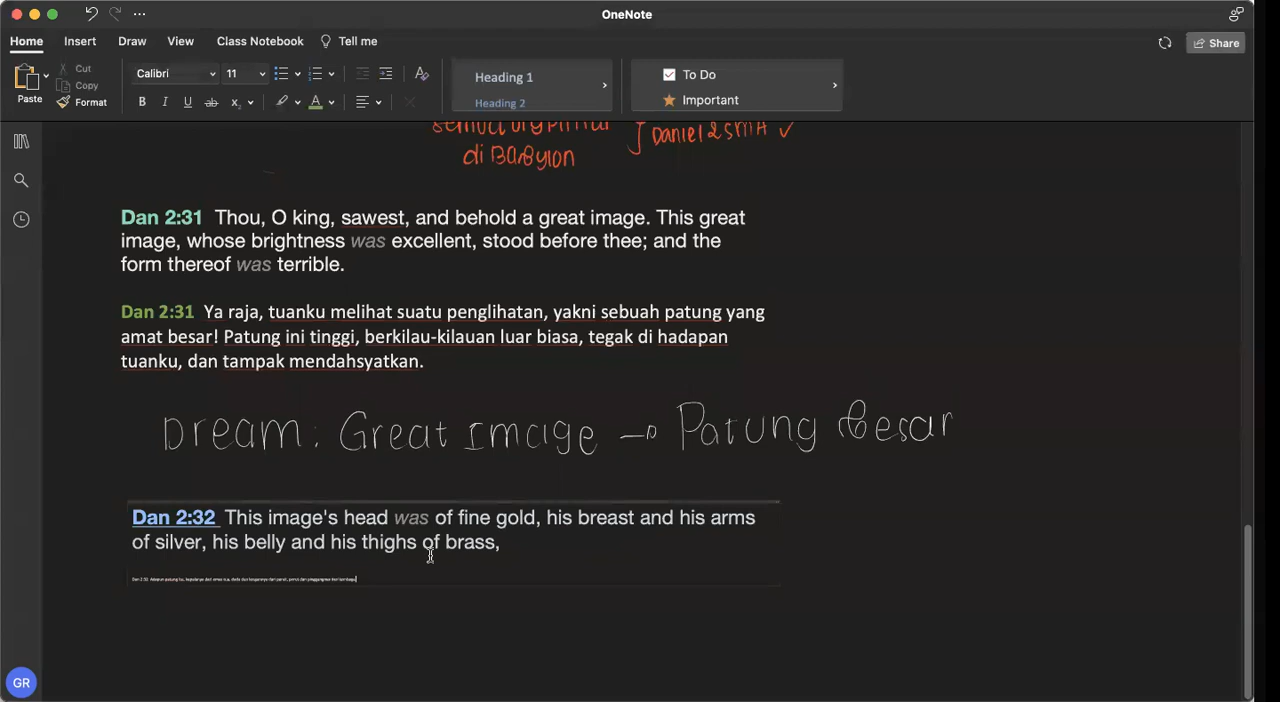 OneNote
Home Insert Draw View Class Notebook Tell me
Share
Paste
Cut
Copy
Format
Calibri 11
B I U ab x A
Heading 1
Heading 2
To Do
Important
di Babylon
Daniel 2 SMA ✓
Dan 2:31 Thou, O king, sawest, and behold a great image. This great
image, whose brightness was excellent, stood before thee; and the
form thereof was terrible.
Dan 2:31 Ya raja, tuanku melihat suatu penglihatan, yakni sebuah patung yang
amat besar! Patung ini tinggi, berkilau-kilauan luar biasa, tegak di hadapan
tuanku, dan tampak mendahsyatkan.
Dream: Great Image → Patung Besar
Dan 2:32 This image's head was of fine gold, his breast and his arms
of silver, his belly and his thighs of brass,
GR